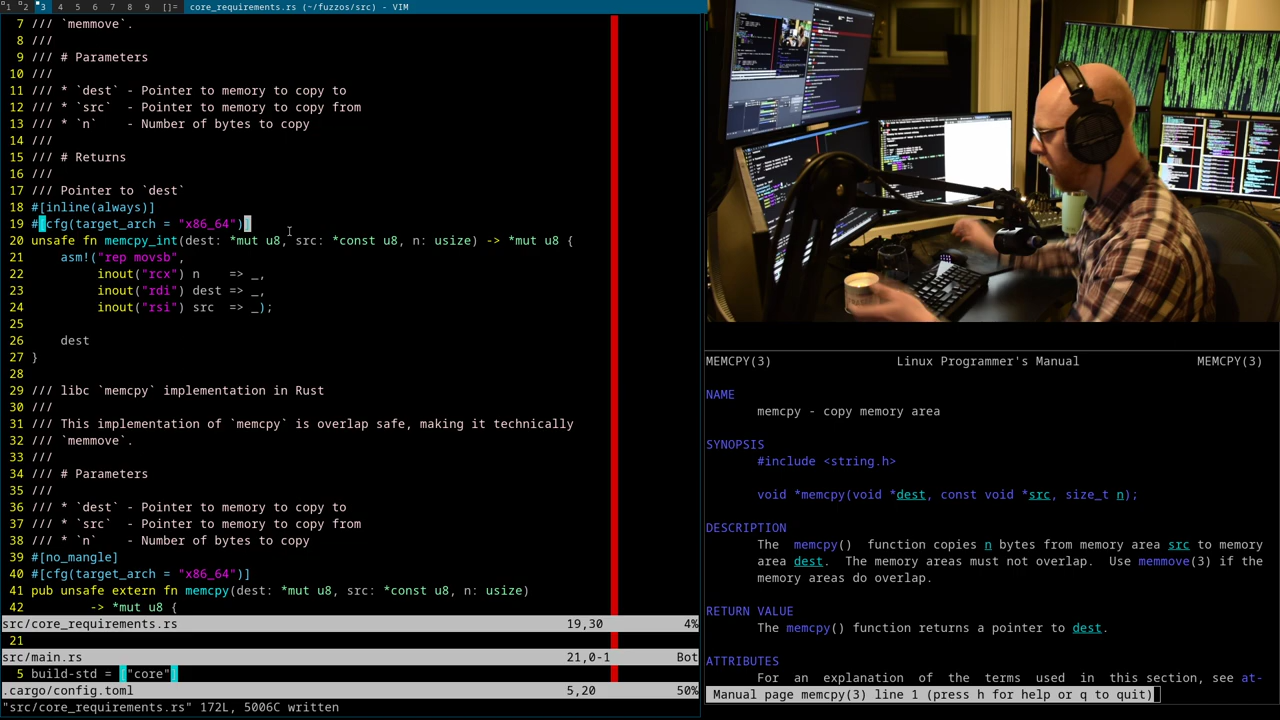 1 2 3 4 5 6 7 8 9 []= core_requirements.rs (~/fuzzos/src) - VIM
7 /// `memmove`.
8 ///
9 /// # Parameters
10 ///
11 /// * `dest` - Pointer to memory to copy to
12 /// * `src`  - Pointer to memory to copy from
13 /// * `n`    - Number of bytes to copy
14 ///
15 /// # Returns
16 ///
17 /// Pointer to `dest`
18 #[inline(always)]
19 #[cfg(target_arch = "x86_64")]
20 unsafe fn memcpy_int(dest: *mut u8, src: *const u8, n: usize) -> *mut u8 {
21     asm!("rep movsb",
22          inout("rcx") n    => _,
23          inout("rdi") dest => _,
24          inout("rsi") src  => _);
25
26     dest
27 }
28
29 /// libc `memcpy` implementation in Rust
30 ///
31 /// This implementation of `memcpy` is overlap safe, making it technically
32 /// `memmove`.
33 ///
34 /// # Parameters
35 ///
36 /// * `dest` - Pointer to memory to copy to
37 /// * `src`  - Pointer to memory to copy from
38 /// * `n`    - Number of bytes to copy
39 #[no_mangle]
40 #[cfg(target_arch = "x86_64")]
41 pub unsafe extern fn memcpy(dest: *mut u8, src: *const u8, n: usize)
42         -> *mut u8 {
src/core_requirements.rs 19,30 4%
21
src/main.rs 21,0-1 Bot
5 build-std = ["core"]
.cargo/config.toml 5,20 50%
"src/core_requirements.rs" 172L, 5006C written
MEMCPY(3) Linux Programmer's Manual MEMCPY(3)
NAME
memcpy - copy memory area
SYNOPSIS
#include <string.h>
void *memcpy(void *dest, const void *src, size_t n);
DESCRIPTION
The memcpy() function copies n bytes from memory area src to memory
area dest. The memory areas must not overlap. Use memmove(3) if the
memory areas do overlap.
RETURN VALUE
The memcpy() function returns a pointer to dest.
ATTRIBUTES
For an explanation of the terms used in this section, see at-
Manual page memcpy(3) line 1 (press h for help or q to quit)